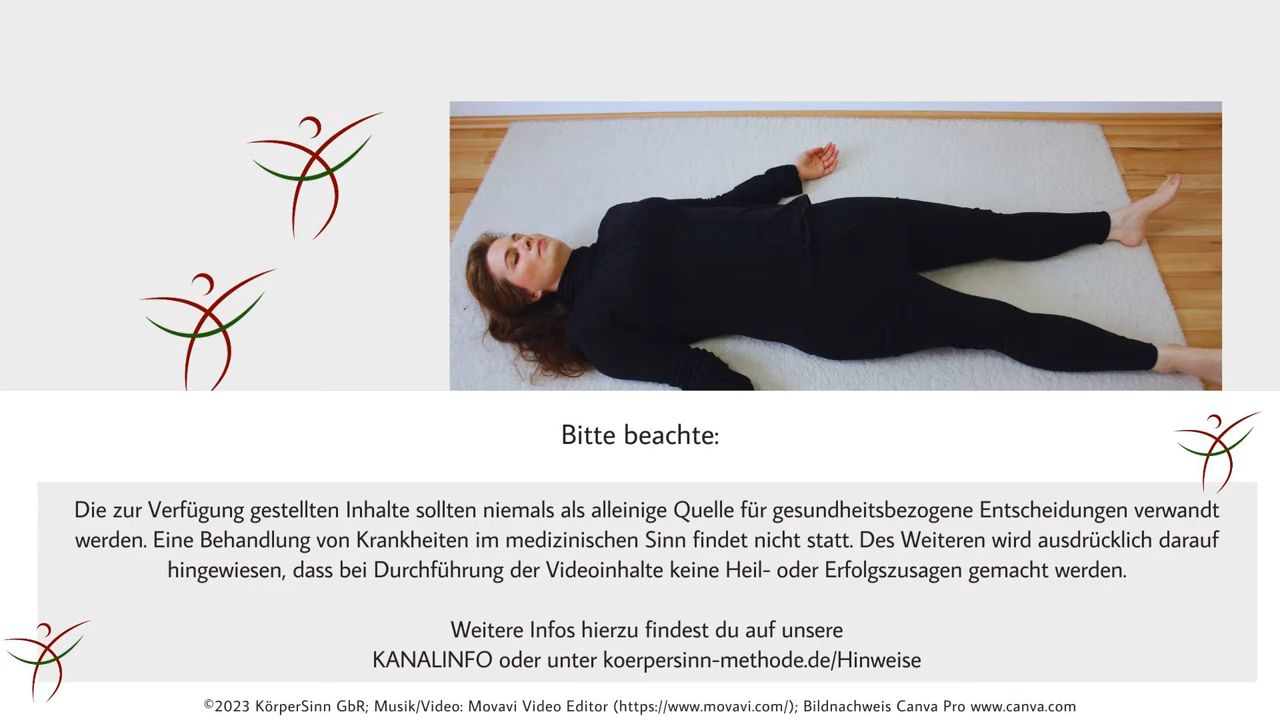 Bitte beachte:
Die zur Verfügung gestellten Inhalte sollten niemals als alleinige Quelle für gesundheitsbezogene Entscheidungen verwandt
werden. Eine Behandlung von Krankheiten im medizinischen Sinn findet nicht statt. Des Weiteren wird ausdrücklich darauf
hingewiesen, dass bei Durchführung der Videoinhalte keine Heil- oder Erfolgszusagen gemacht werden.
Weitere Infos hierzu findest du auf unsere
KANALINFO oder unter koerpersinn-methode.de/Hinweise
©2023 KörperSinn GbR; Musik/Video: Movavi Video Editor (https://www.movavi.com/); Bildnachweis Canva Pro www.canva.com